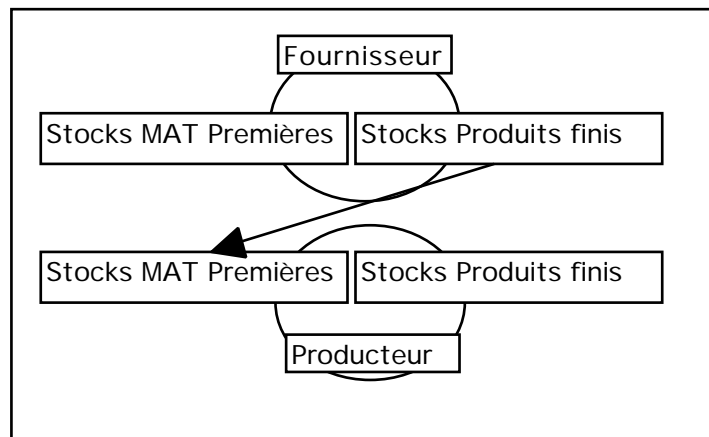 Fournisseur
Stocks MAT Premières
Stocks Produits finis
Stocks MAT Premières
Stocks Produits finis
Producteur